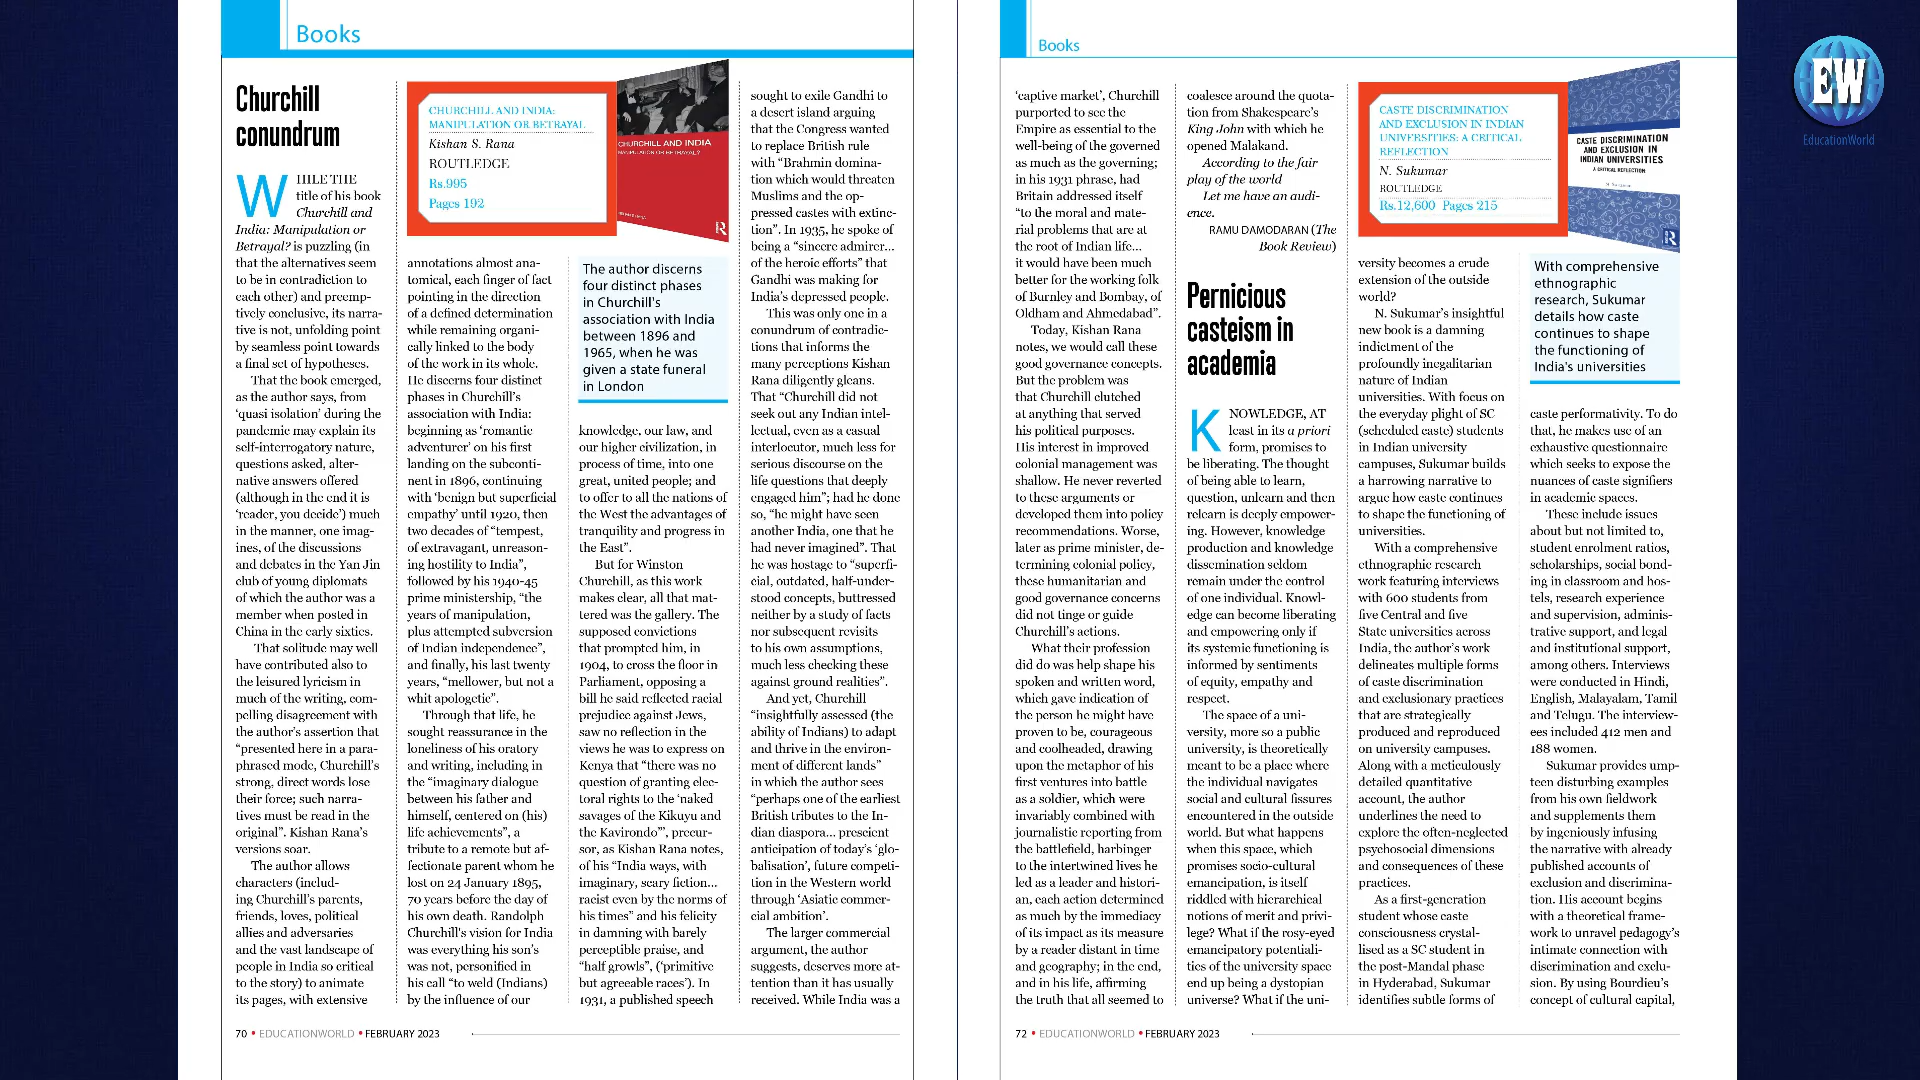 Books
Churchill
conundrum
WHILE THE
title of his book
Churchill and
India: Manipulation or
Betrayal? is puzzling (in
that the alternatives seem
to be in contradiction to
each other) and preemp-
tively conclusive, its narra-
tive is not, unfolding point
by seamless point towards
a final set of hypotheses.
That the book emerged,
as the author says, from
‘quasi isolation’ during the
pandemic may explain its
self-interrogatory nature,
questions asked, alter-
native answers offered
(although in the end it is
‘reader, you decide’) much
in the manner, one imag-
ines, of the discussions
and debates in the Yan Jin
club of young diplomats
of which the author was a
member when posted in
China in the early sixties.
That solitude may well
have contributed also to
the leisured lyricism in
much of the writing, com-
pelling disagreement with
the author’s assertion that
“presented here in a para-
phrased mode, Churchill’s
strong, direct words lose
their force; such narra-
tives must be read in the
original”. Kishan Rana’s
versions soar.
The author allows
characters (includ-
ing Churchill’s parents,
friends, loves, political
allies and adversaries
and the vast landscape of
people in India so critical
to the story) to animate
its pages, with extensive
CHURCHILL AND INDIA:
MANIPULATION OR BETRAYAL
Kishan S. Rana
ROUTLEDGE
Rs.995
Pages 192
CHURCHILL AND INDIA
MANIPULATION OR BETRAYAL?
R
annotations almost ana-
tomical, each finger of fact
pointing in the direction
of a defined determination
while remaining organi-
cally linked to the body
of the work in its whole.
He discerns four distinct
phases in Churchill’s
association with India:
beginning as ‘romantic
adventurer’ on his first
landing on the subconti-
nent in 1896, continuing
with ‘benign but superficial
empathy’ until 1920, then
two decades of “tempest,
of extravagant, unreason-
ing hostility to India”,
followed by his 1940-45
prime ministership, “the
years of manipulation,
plus attempted subversion
of Indian independence”,
and finally, his last twenty
years, “mellower, but not a
whit apologetic”.
Through that life, he
sought reassurance in the
loneliness of his oratory
and writing, including in
the “imaginary dialogue
between his father and
himself, centered on (his)
life achievements”, a
tribute to a remote but af-
fectionate parent whom he
lost on 24 January 1895,
70 years before the day of
his own death. Randolph
Churchill's vision for India
was everything his son’s
was not, personified in
his call “to weld (Indians)
by the influence of our
The author discerns
four distinct phases
in Churchill's
association with India
between 1896 and
1965, when he was
given a state funeral
in London
knowledge, our law, and
our higher civilization, in
process of time, into one
great, united people; and
to offer to all the nations of
the West the advantages of
tranquility and progress in
the East”.
But for Winston
Churchill, as this work
makes clear, all that mat-
tered was the gallery. The
supposed convictions
that prompted him, in
1904, to cross the floor in
Parliament, opposing a
bill he said reflected racial
prejudice against Jews,
saw no reflection in the
views he was to express on
Kenya that “there was no
question of granting elec-
toral rights to the ‘naked
savages of the Kikuyu and
the Kavirondo’”, precur-
sor, as Kishan Rana notes,
of his “India ways, with
imaginary, scary fiction...
racist even by the norms of
his times” and his felicity
in damning with barely
perceptible praise, and
“half growls”, (‘primitive
but agreeable races’). In
1931, a published speech
sought to exile Gandhi to
a desert island arguing
that the Congress wanted
to replace British rule
with “Brahmin domina-
tion which would threaten
Muslims and the op-
pressed castes with extinc-
tion”. In 1935, he spoke of
being a “sincere admirer...
of the heroic efforts” that
Gandhi was making for
India’s depressed people.
This was only one in a
conundrum of contradic-
tions that informs the
many perceptions Kishan
Rana diligently gleans.
That “Churchill did not
seek out any Indian intel-
lectual, even as a casual
interlocutor, much less for
serious discourse on the
life questions that deeply
engaged him”; had he done
so, “he might have seen
another India, one that he
had never imagined”. That
he was hostage to “superfi-
cial, outdated, half-under-
stood concepts, buttressed
neither by a study of facts
nor subsequent revisits
to his own assumptions,
much less checking these
against ground realities”.
And yet, Churchill
“insightfully assessed (the
ability of Indians) to adapt
and thrive in the environ-
ment of different lands”
in which the author sees
“perhaps one of the earliest
British tributes to the In-
dian diaspora... prescient
anticipation of today’s ‘glo-
balisation’, future competi-
tion in the Western world
through ‘Asiatic commer-
cial ambition’.
The larger commercial
argument, the author
suggests, deserves more at-
tention than it has usually
received. While India was a
70 • EDUCATIONWORLD • FEBRUARY 2023
Books
‘captive market’, Churchill
purported to see the
Empire as essential to the
well-being of the governed
as much as the governing;
in his 1931 phrase, had
Britain addressed itself
“to the moral and mate-
rial problems that are at
the root of Indian life...
it would have been much
better for the working folk
of Burnley and Bombay, of
Oldham and Ahmedabad”.
Today, Kishan Rana
notes, we would call these
good governance concepts.
But the problem was
that Churchill clutched
at anything that served
his political purposes.
His interest in improved
colonial management was
shallow. He never reverted
to these arguments or
developed them into policy
recommendations. Worse,
later as prime minister, de-
termining colonial policy,
these humanitarian and
good governance concerns
did not tinge or guide
Churchill’s actions.
What their profession
did do was help shape his
spoken and written word,
which gave indication of
the person he might have
proven to be, courageous
and coolheaded, drawing
upon the metaphor of his
first ventures into battle
as a soldier, which were
invariably combined with
journalistic reporting from
the battlefield, harbinger
to the intertwined lives he
led as a leader and histori-
an, each action determined
as much by the immediacy
of its impact as its measure
by a reader distant in time
and geography; in the end,
and in his life, affirming
the truth that all seemed to
coalesce around the quota-
tion from Shakespeare’s
King John with which he
opened Malakand.
According to the fair
play of the world
Let me have an audi-
ence.
RAMU DAMODARAN (The
Book Review)
Pernicious
casteism in
academia
KNOWLEDGE, AT
least in its a priori
form, promises to
be liberating. The thought
of being able to learn,
question, unlearn and then
relearn is deeply empower-
ing. However, knowledge
production and knowledge
dissemination seldom
remain under the control
of one individual. Knowl-
edge can become liberating
and empowering only if
its systemic functioning is
informed by sentiments
of equity, empathy and
respect.
The space of a uni-
versity, more so a public
university, is theoretically
meant to be a place where
the individual navigates
social and cultural fissures
encountered in the outside
world. But what happens
when this space, which
promises socio-cultural
emancipation, is itself
riddled with hierarchical
notions of merit and privi-
lege? What if the rosy-eyed
emancipatory potentiali-
ties of the university space
end up being a dystopian
universe? What if the uni-
CASTE DISCRIMINATION
AND EXCLUSION IN INDIAN
UNIVERSITIES: A CRITICAL
REFLECTION
N. Sukumar
ROUTLEDGE
Rs.12,600 Pages 215
CASTE DISCRIMINATION
AND EXCLUSION IN
INDIAN UNIVERSITIES
A CRITICAL REFLECTION
R
versity becomes a crude
extension of the outside
world?
N. Sukumar’s insightful
new book is a damning
indictment of the
profoundly inegalitarian
nature of Indian
universities. With focus on
the everyday plight of SC
(scheduled caste) students
in Indian university
campuses, Sukumar builds
a harrowing narrative to
argue how caste continues
to shape the functioning of
universities.
With a comprehensive
ethnographic research
work featuring interviews
with 600 students from
five Central and five
State universities across
India, the author’s work
delineates multiple forms
of caste discrimination
and exclusionary practices
that are strategically
produced and reproduced
on university campuses.
Along with a meticulously
detailed quantitative
account, the author
underlines the need to
explore the often-neglected
psychosocial dimensions
and consequences of these
practices.
As a first-generation
student whose caste
consciousness crystal-
lised as a SC student in
the post-Mandal phase
in Hyderabad, Sukumar
identifies subtle forms of
With comprehensive
ethnographic
research, Sukumar
details how caste
continues to shape
the functioning of
India's universities
caste performativity. To do
that, he makes use of an
exhaustive questionnaire
which seeks to expose the
nuances of caste signifiers
in academic spaces.
These include issues
about but not limited to,
student enrolment ratios,
scholarships, social bond-
ing in classroom and hos-
tels, research experience
and supervision, adminis-
trative support, and legal
and institutional support,
among others. Interviews
were conducted in Hindi,
English, Malayalam, Tamil
and Telugu. The interview-
ees included 412 men and
188 women.
Sukumar provides ump-
teen disturbing examples
from his own fieldwork
and supplements them
by ingeniously infusing
the narrative with already
published accounts of
exclusion and discrimina-
tion. His account begins
with a theoretical frame-
work to unravel pedagogy’s
intimate connection with
discrimination and exclu-
sion. By using Bourdieu’s
concept of cultural capital,
72 • EDUCATIONWORLD • FEBRUARY 2023
EW
EducationWorld